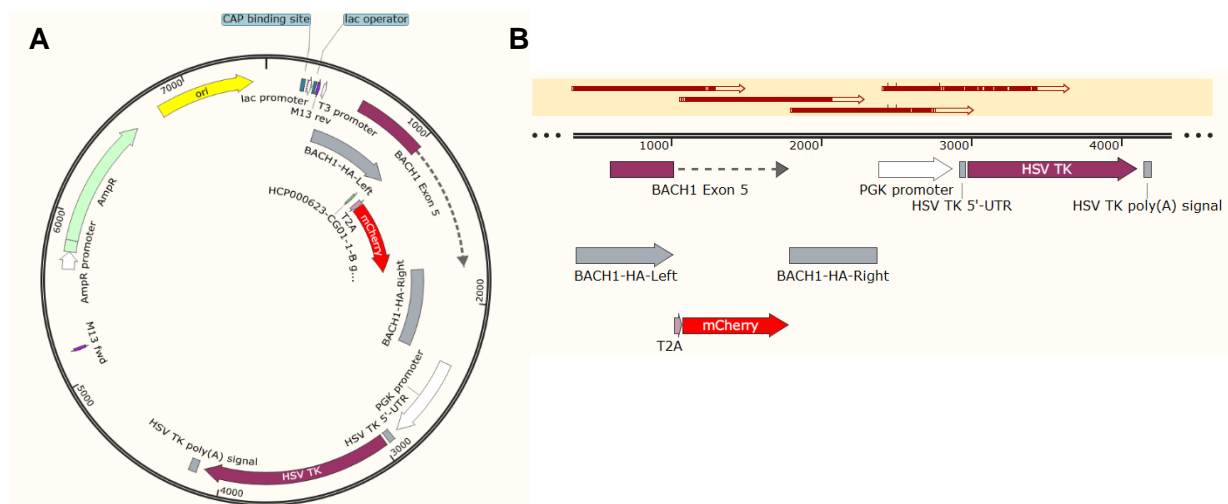 A
CAP binding site
lac operator
B
7000
ori
lac promoter
M13 rev
T3 promoter
1000
BACH1 Exon 5
BACH1-HA-Left
HCP000623-CG01-1-B g...
T2A
mCherry
AmpR
6000
AmpR promoter
BACH1-HA-Right
2000
M13 fwd
5000
PGK promoter
HSV TK 5'-UTR
3000
HSV TK poly(A) signal
HSV TK
4000
1000
2000
3000
4000
BACH1 Exon 5
PGK promoter
HSV TK
HSV TK 5'-UTR
HSV TK poly(A) signal
BACH1-HA-Left
BACH1-HA-Right
T2A
mCherry